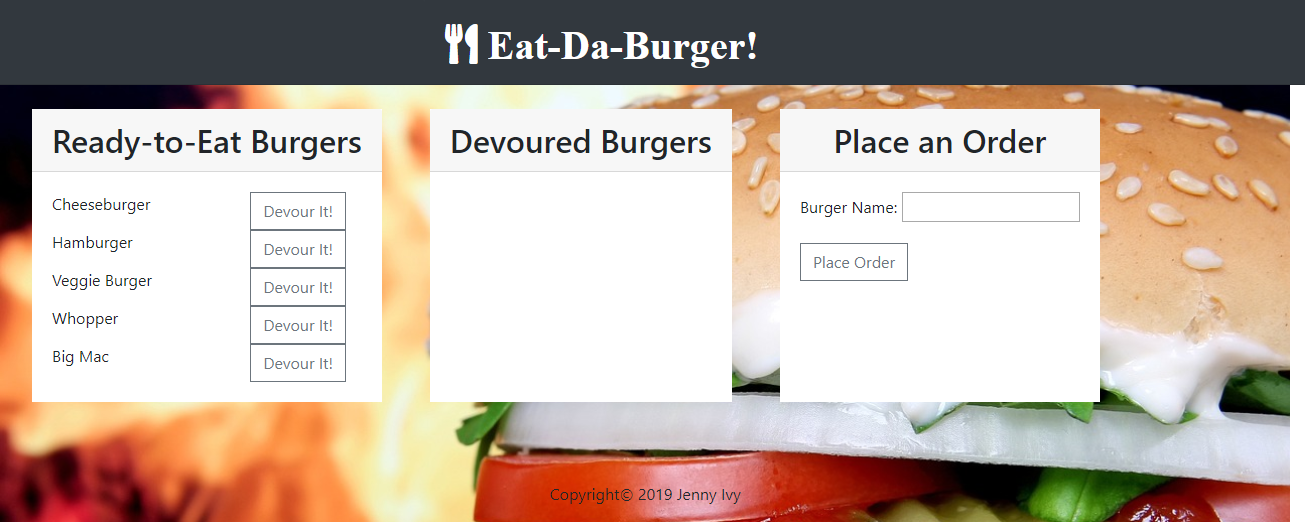 Eat-Da-Burger!
Ready-to-Eat Burgers
Cheeseburger Devour It!
Hamburger Devour It!
Veggie Burger Devour It!
Whopper Devour It!
Big Mac Devour It!
Devoured Burgers
Place an Order
Burger Name:
Place Order
Copyright© 2019 Jenny Ivy